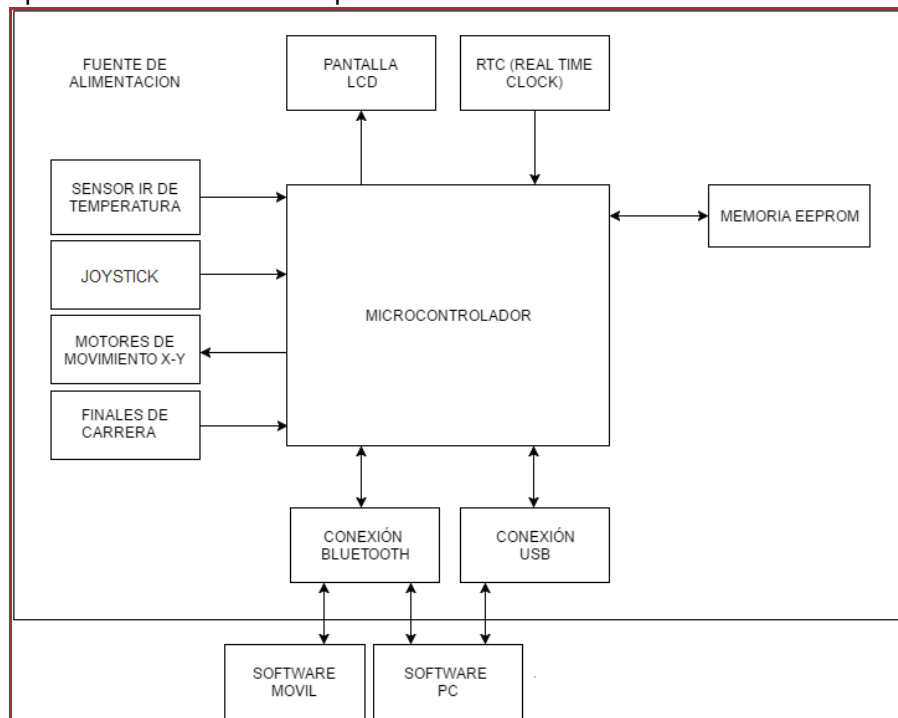 FUENTE DE
ALIMENTACION
PANTALLA
LCD
RTC (REAL TIME
CLOCK)
SENSOR IR DE
TEMPERATURA
MEMORIA EEPROM
JOYSTICK
MICROCONTROLADOR
MOTORES DE
MOVIMIENTO X-Y
FINALES DE
CARRERA
CONEXIÓN
BLUETOOTH
CONEXIÓN
USB
SOFTWARE
MOVIL
SOFTWARE
PC